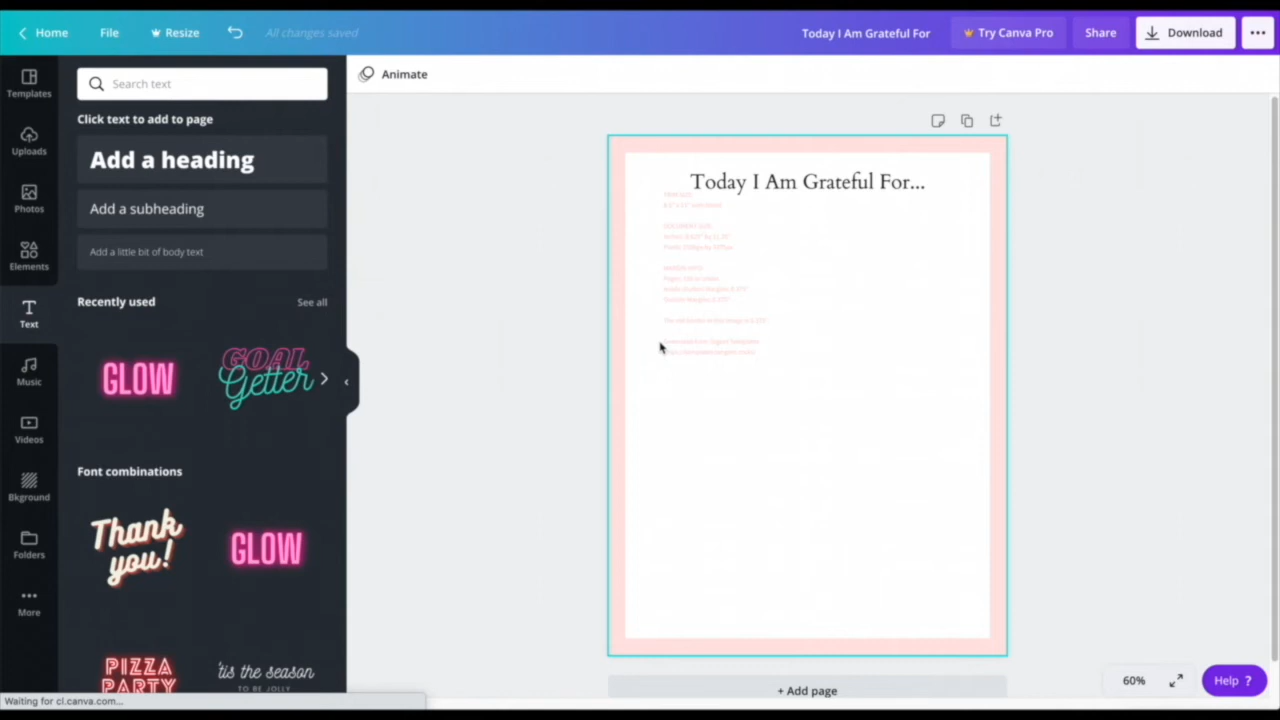 Home
File
Resize
All changes saved
Today I Am Grateful For
Try Canva Pro
Share
Download
Templates
Uploads
Photos
Elements
Text
Music
Videos
Bkground
Folders
More
Search text
Click text to add to page
Add a heading
Add a subheading
Add a little bit of body text
Recently used
See all
GLOW
GOAL
Getter
Font combinations
Thank
you!
GLOW
PIZZA
PARTY
'tis the season
TO BE JOLLY
Animate
Today I Am Grateful For...
TRIM SIZE
DOCUMENT SIZE
+ Add page
60%
Help ?
Waiting for cl.canva.com...